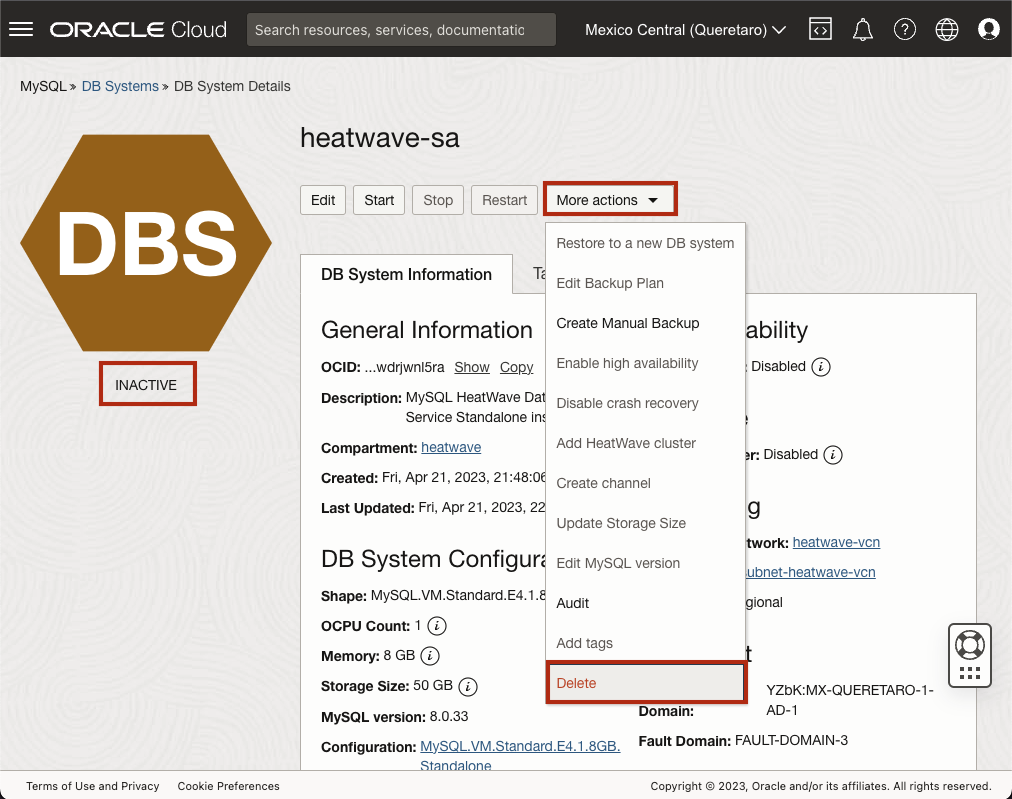 ORACLE Cloud
Search resources, services, documentatic
Mexico Central (Queretaro)
MySQL » DB Systems » DB System Details
DBS
INACTIVE
heatwave-sa
Edit
Start
Stop
Restart
More actions
Restore to a new DB system
Edit Backup Plan
Create Manual Backup
Enable high availability
Disable crash recovery
Add HeatWave cluster
Create channel
Update Storage Size
Edit MySQL version
Audit
Add tags
Delete
DB System Information
Ta
General Information
OCID: ...wdrjwnl5ra Show Copy
Description: MySQL HeatWave Dat
Service Standalone ins
Compartment: heatwave
Created: Fri, Apr 21, 2023, 21:48:06
Last Updated: Fri, Apr 21, 2023, 22
DB System Configura
Shape: MySQL.VM.Standard.E4.1.8
OCPU Count: 1
Memory: 8 GB
Storage Size: 50 GB
MySQL version: 8.0.33
Configuration: MySQL.VM.Standard.E4.1.8GB.
Standalone
ability
: Disabled
er: Disabled
g
twork: heatwave-vcn
subnet-heatwave-vcn
gional
t
YZbK:MX-QUERETARO-1-
Domain: AD-1
Fault Domain: FAULT-DOMAIN-3
Terms of Use and Privacy
Cookie Preferences
Copyright © 2023, Oracle and/or its affiliates. All rights reserved.